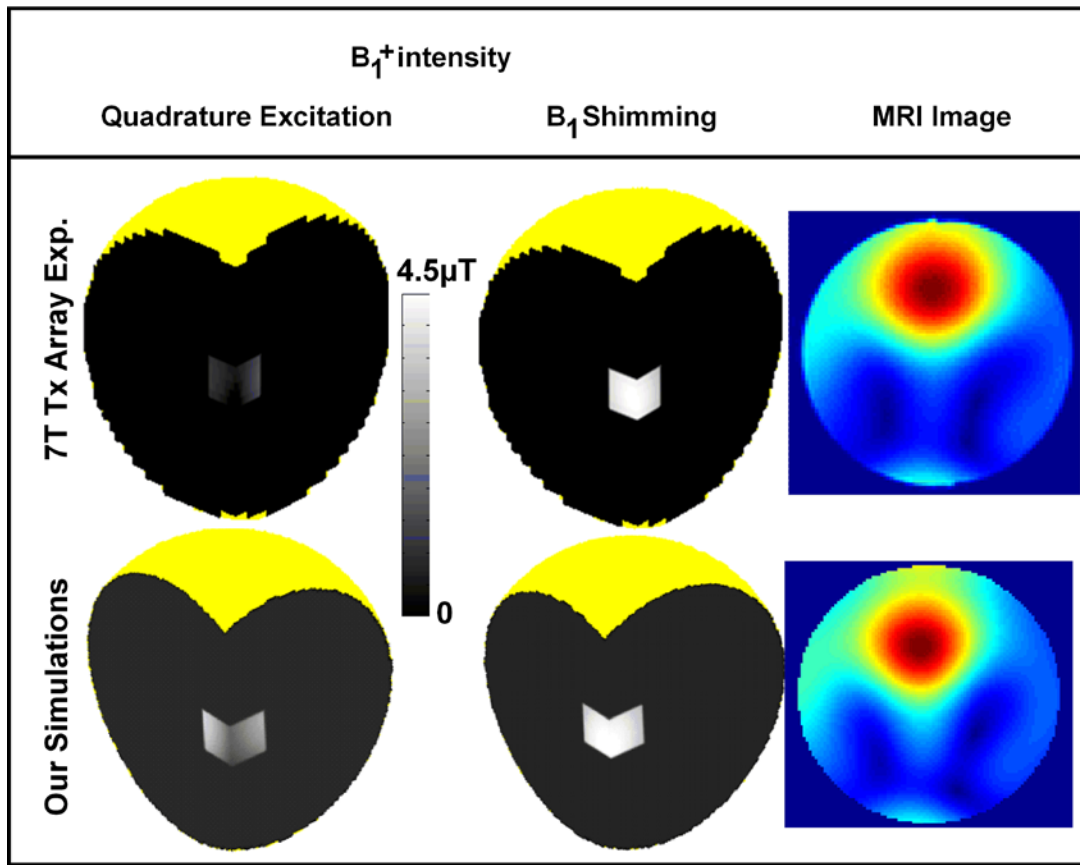 B₁⁺ intensity
Quadrature Excitation
B₁ Shimming
MRI Image
7T Tx Array Exp.
4.5µT
0
Our Simulations